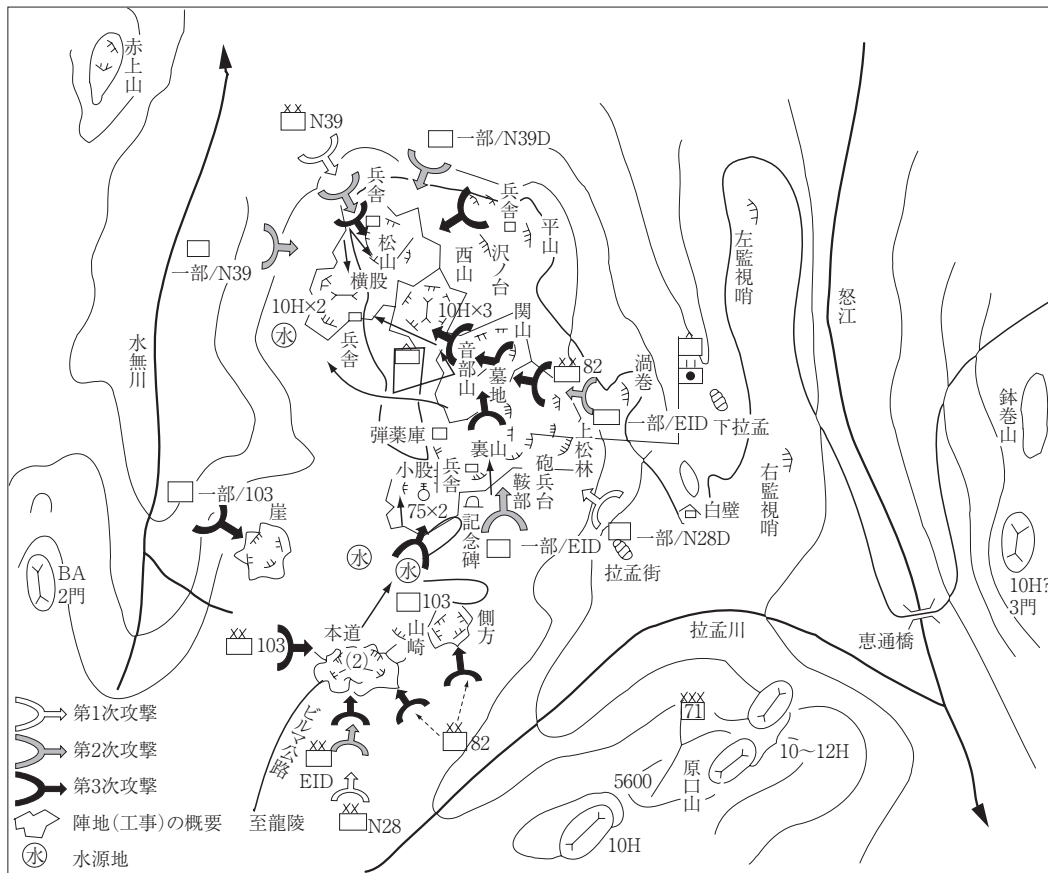 赤上山
N39
一部/N39D
兵舎
兵舎
松山
西山
沢ノ台
平山
左監視哨
怒江
一部/N39
横股
10H×2
10H×3
関山
水
兵舎
音部山
墓地
82
渦巻
水無川
鉢巻山
一部/EID
下拉孟
弾薬庫
裏山
上松林
小股
兵舎
鞍部
砲兵台
右監視哨
白壁
一部/103
崖
75×2
記念碑
一部/EID
一部/N28D
拉孟街
水
水
BA
2門
10H?
3門
103
山崎
側方
拉孟川
恵通橋
103
本道
(2)
71
ビルマ公路
82
EID
10~12H
5600
原口山
N28
10H
第1次攻撃
第2次攻撃
第3次攻撃
陣地(工事)の概要
至龍陵
水
水源地